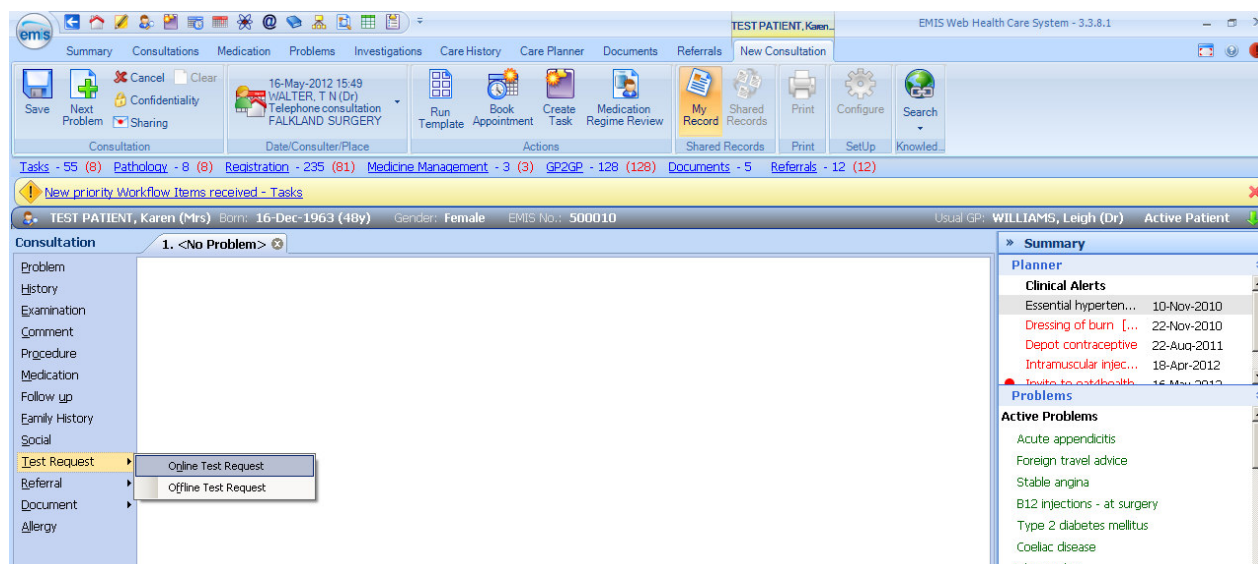 emis
TEST PATIENT, Karen...
EMIS Web Health Care System - 3.3.8.1
Summary Consultations Medication Problems Investigations Care History Care Planner Documents Referrals New Consultation
Save
Next Problem
Cancel Clear
Confidentiality
Sharing
Consultation
16-May-2012 15:49
WALTER, T N (Dr)
Telephone consultation
FALKLAND SURGERY
Date/Consulter/Place
Run Template
Book Appointment
Create Task
Medication Regime Review
Actions
My Record
Shared Records
Shared Records
Print
Print
Configure
SetUp
Search
Knowled...
Tasks - 55 (8) Pathology - 8 (8) Registration - 235 (81) Medicine Management - 3 (3) GP2GP - 128 (128) Documents - 5 Referrals - 12 (12)
New priority Workflow Items received - Tasks
TEST PATIENT, Karen (Mrs) Born: 16-Dec-1963 (48y) Gender: Female EMIS No.: 500010 Usual GP: WILLIAMS, Leigh (Dr) Active Patient
Consultation
1. <No Problem>
Problem
History
Examination
Comment
Procedure
Medication
Follow up
Family History
Social
Test Request
Online Test Request
Offline Test Request
Referral
Document
Allergy
» Summary
Planner
Clinical Alerts
Essential hyperten... 10-Nov-2010
Dressing of burn [... 22-Nov-2010
Depot contraceptive 22-Aug-2011
Intramuscular injec... 18-Apr-2012
Invite to eat4health 16-May-2012
Problems
Active Problems
Acute appendicitis
Foreign travel advice
Stable angina
B12 injections - at surgery
Type 2 diabetes mellitus
Coeliac disease